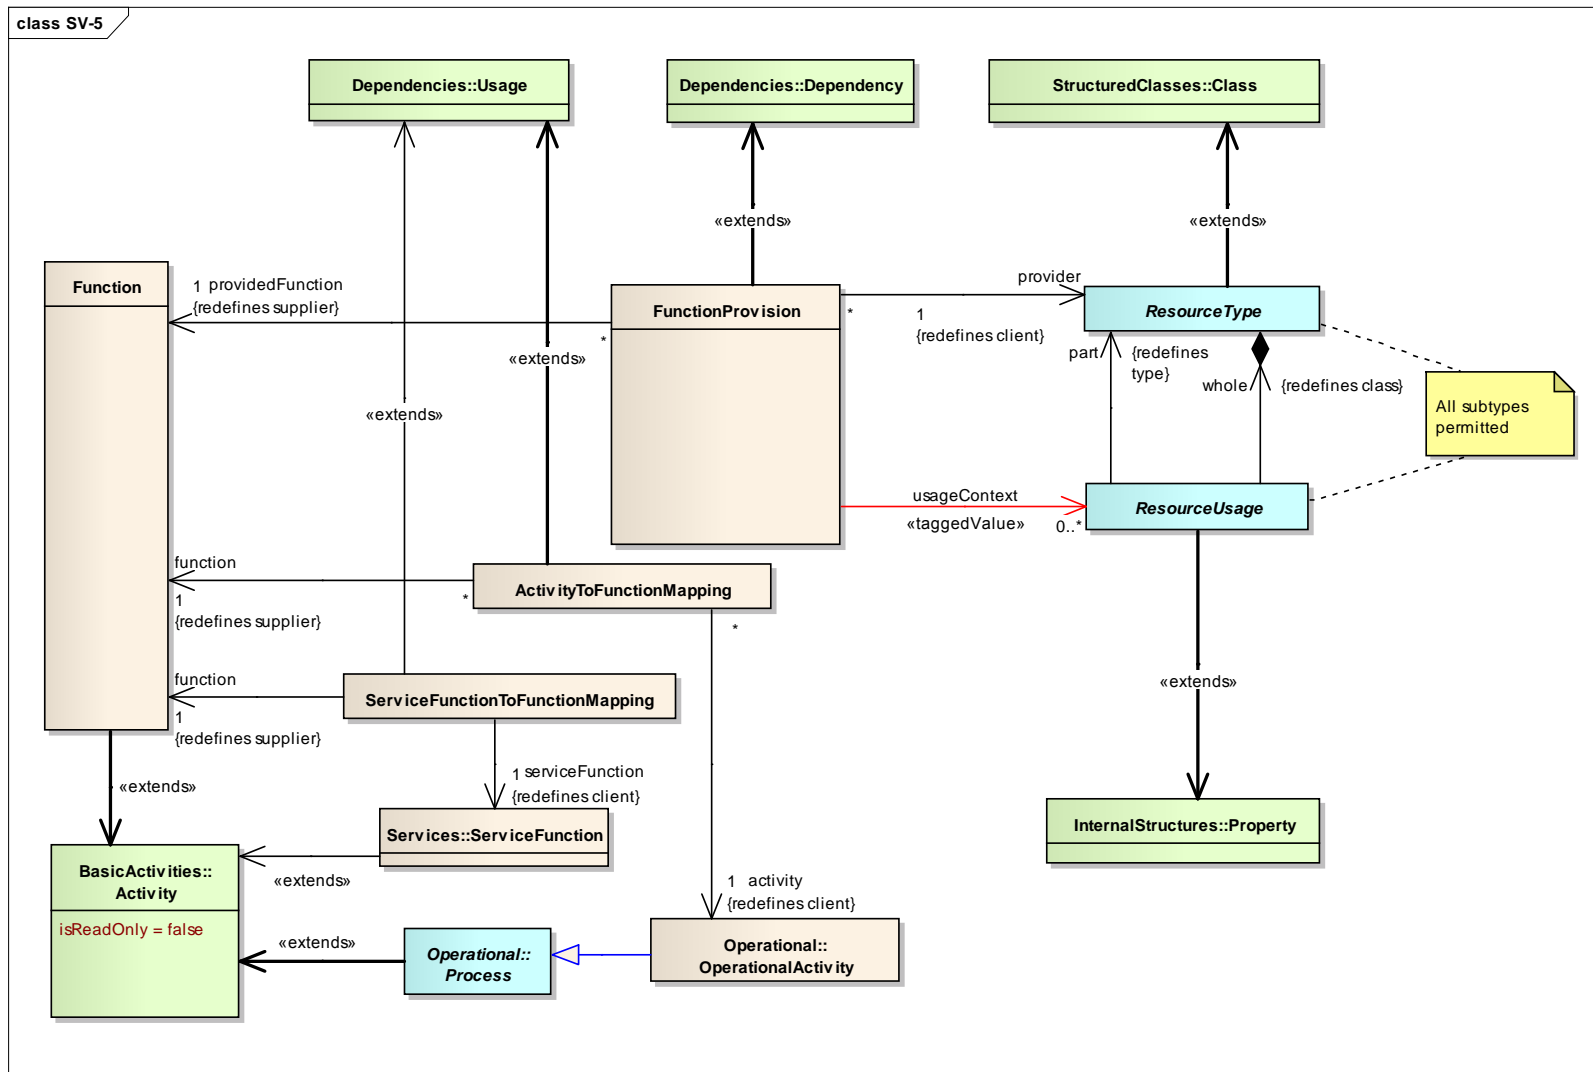 class SV-5
Dependencies::Usage
Dependencies::Dependency
StructuredClasses::Class
«extends»
«extends»
Function
1 providedFunction
{redefines supplier}
*
FunctionProvision
*
provider
1
{redefines client}
ResourceType
part
{redefines
type}
whole
{redefines class}
All subtypes
permitted
«extends»
«extends»
usageContext
«taggedValue»
0..*
ResourceUsage
function
1
{redefines supplier}
*
ActivityToFunctionMapping
*
function
1
{redefines supplier}
ServiceFunctionToFunctionMapping
«extends»
1 serviceFunction
{redefines client}
«extends»
Services::ServiceFunction
InternalStructures::Property
BasicActivities::
Activity
isReadOnly = false
«extends»
1 activity
{redefines client}
«extends»
Operational::
Process
Operational::
OperationalActivity